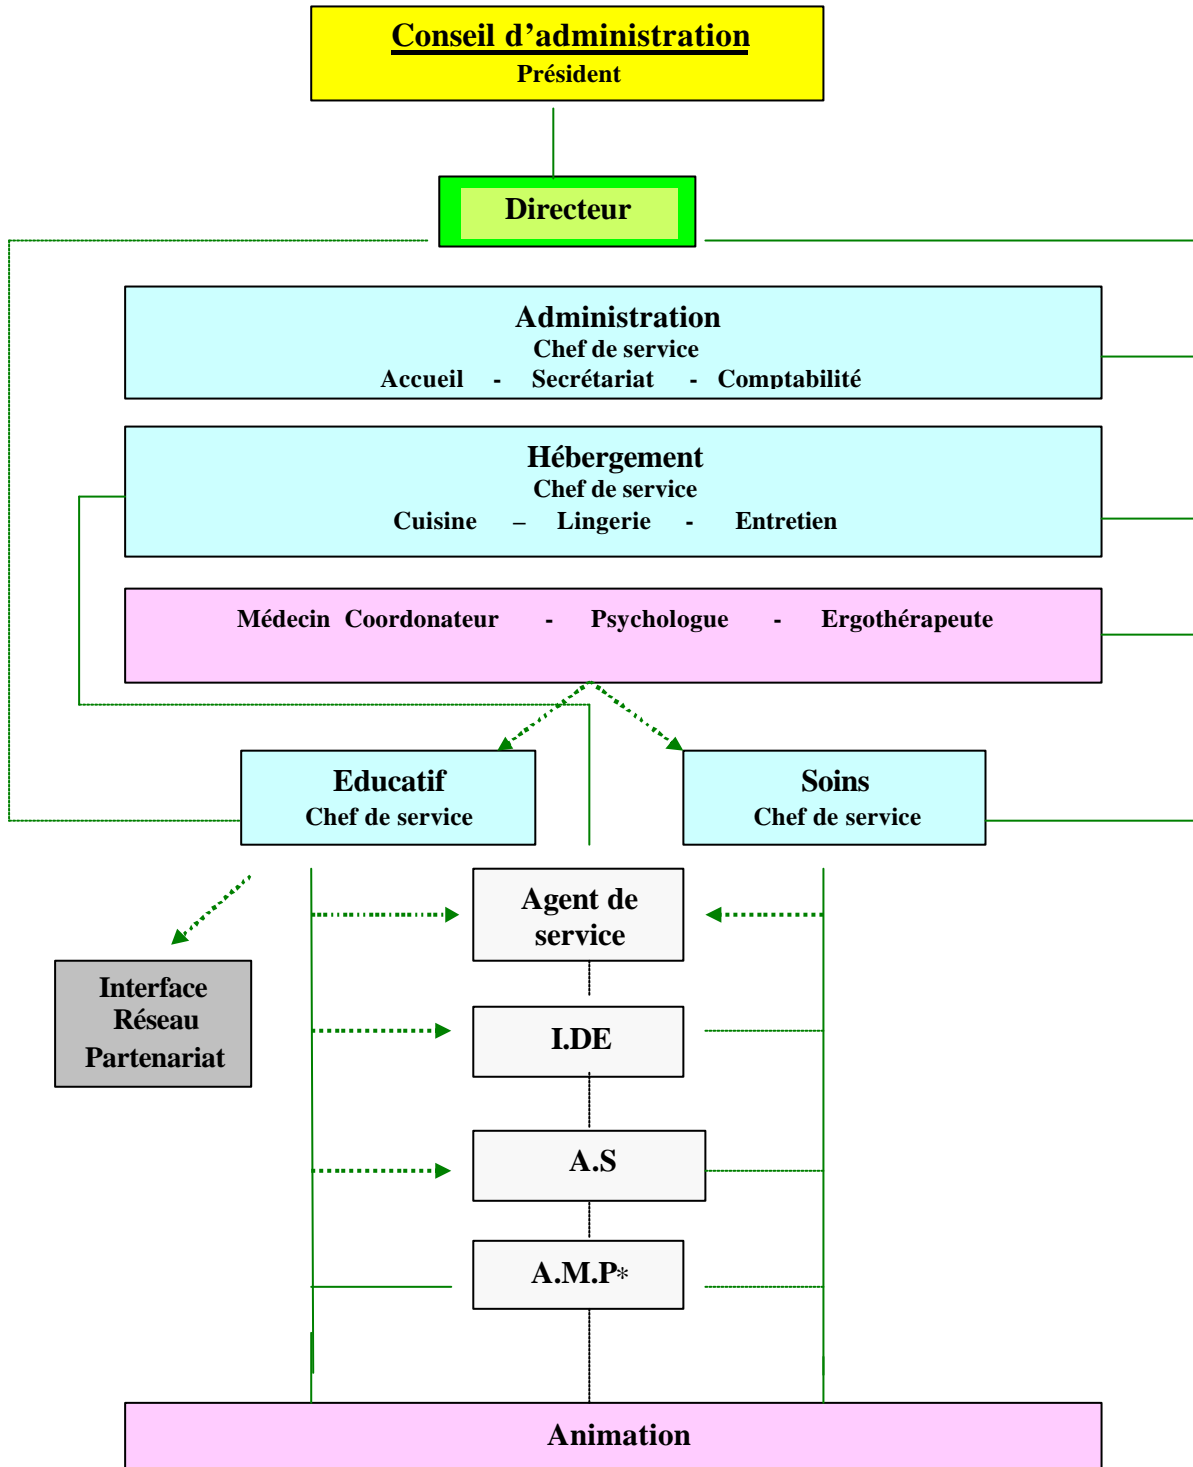 Conseil d’administration
Président
Directeur
Administration
Chef de service
Accueil - Secrétariat - Comptabilité
Hébergement
Chef de service
Cuisine – Lingerie - Entretien
Médecin Coordonateur - Psychologue - Ergothérapeute
Educatif
Chef de service
Soins
Chef de service
Agent de
service
Interface
Réseau
Partenariat
I.DE
A.S
A.M.P*
Animation